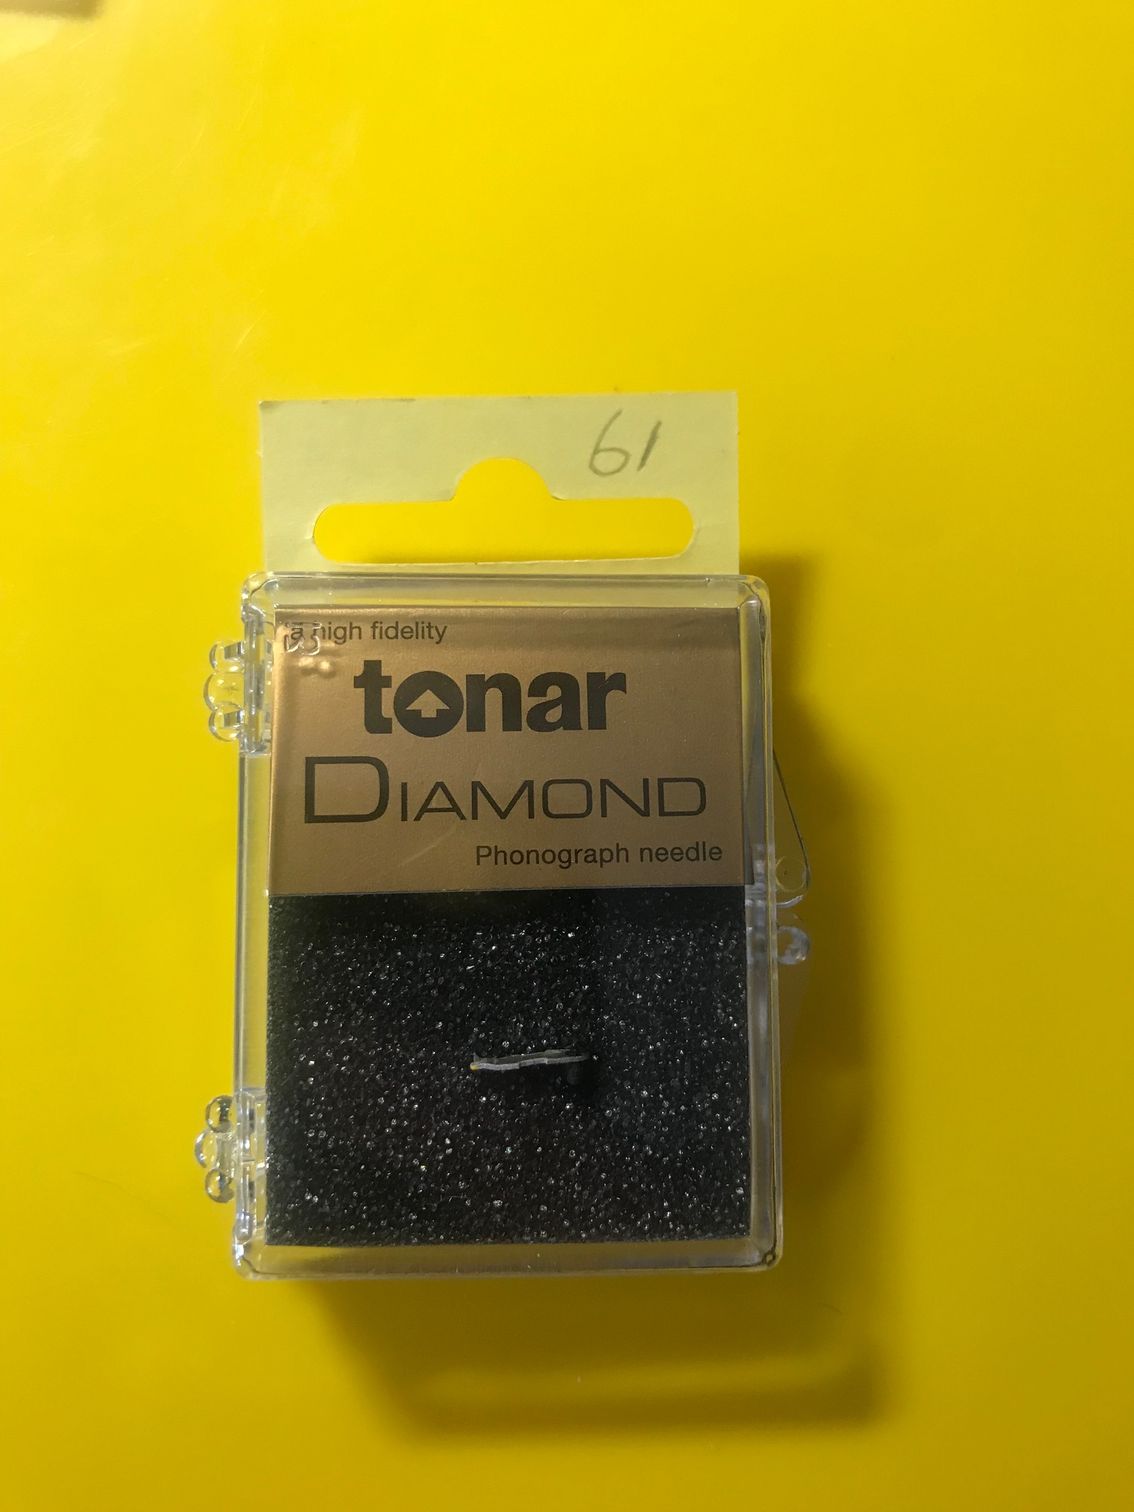 61
a high fidelity
tonar
DIAMOND
Phonograph needle